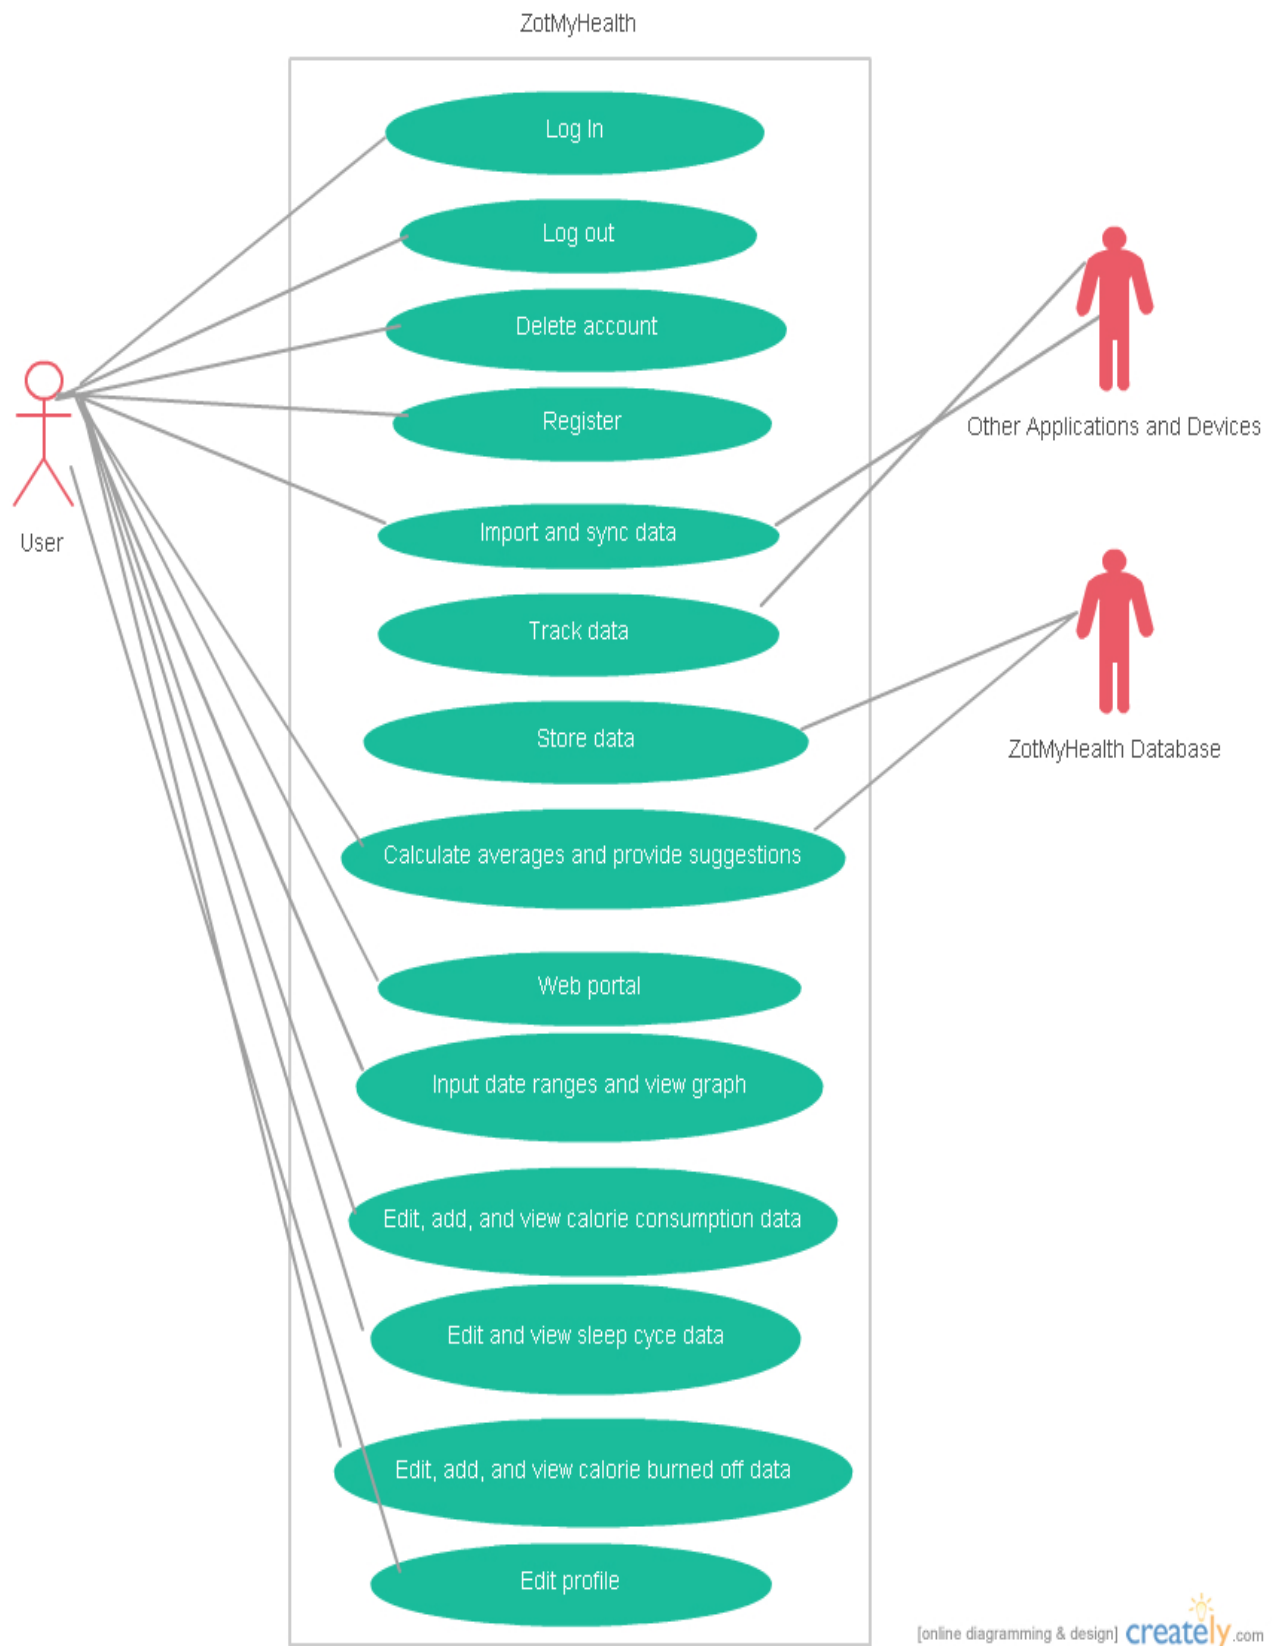 ZotMyHealth
Log In
Log out
Delete account
Register
Import and sync data
Track data
Store data
Calculate averages and provide suggestions
Web portal
Input date ranges and view graph
Edit, add, and view calorie consumption data
Edit and view sleep cyce data
Edit, add, and view calorie burned off data
Edit profile
User
Other Applications and Devices
ZotMyHealth Database
[online diagramming & design] creately.com